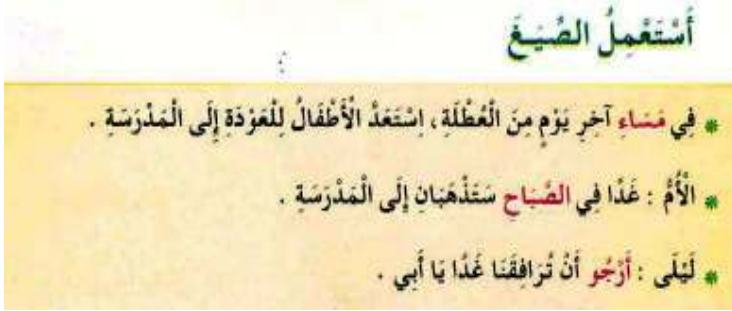 أَسْتَعْمِلُ الصِّيَغَ
* فِي مَسَاءِ آخِرِ يَوْمٍ مِنَ الْعُطْلَةِ، اِسْتَعَدَّ الْأَطْفَالُ لِلْعَوْدَةِ إِلَى الْمَدْرَسَةِ .
* الْأُمُّ : غَدًا فِي الصَّبَاحِ سَتَذْهَبَانِ إِلَى الْمَدْرَسَةِ .
* لَيْلَى : أَرْجُو أَنْ تُرَافِقَنَا غَدًا يَا أَبِي .